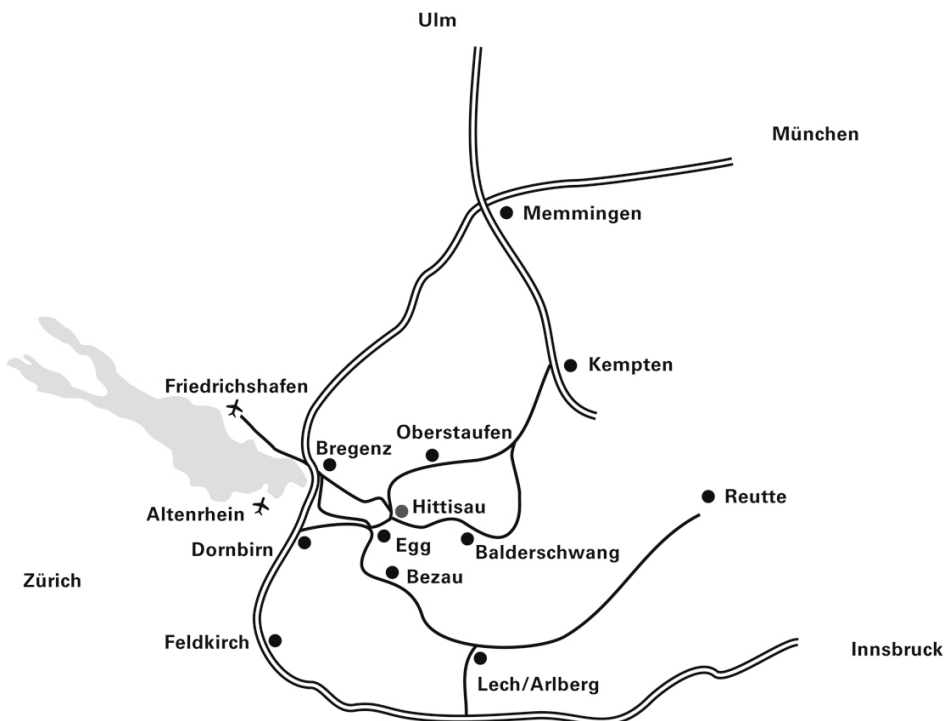 Ulm
München
Memmingen
Kempten
Friedrichshafen
Oberstaufen
Bregenz
Reutte
Hittisau
Altenrhein
Dornbirn
Egg
Balderschwang
Bezau
Zürich
Feldkirch
Innsbruck
Lech/Arlberg